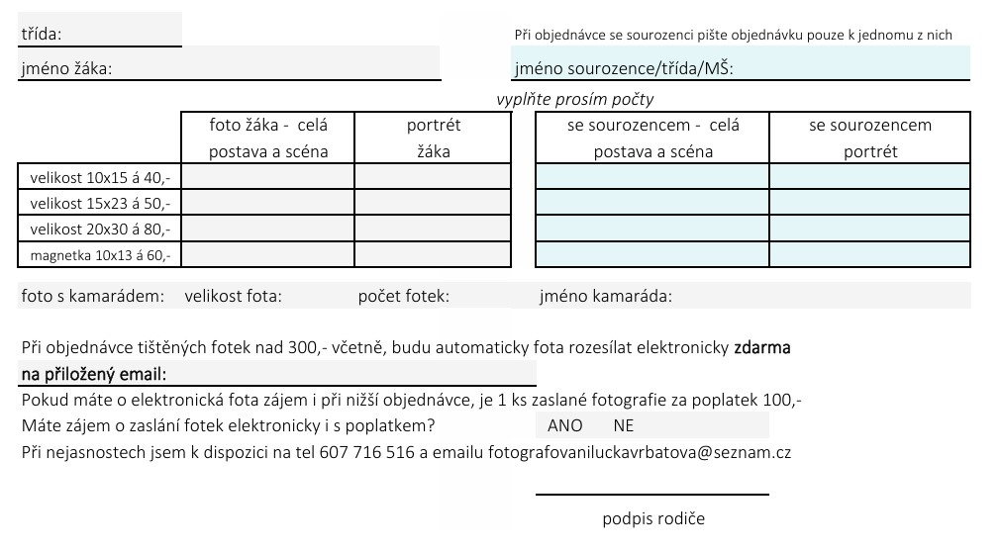 třída:
Při objednávce se sourozenci pište objednávku pouze k jednomu z nich
jméno žáka:
jméno sourozence/třída/MŠ:
vyplňte prosím počty
foto žáka - celá postava a scéna
portrét žáka
se sourozencem - celá postava a scéna
se sourozencem portrét
velikost 10x15 á 40,-
velikost 15x23 á 50,-
velikost 20x30 á 80,-
magnetka 10x13 á 60,-
foto s kamarádem: velikost fota: počet fotek: jméno kamaráda:
Při objednávce tištěných fotek nad 300,- včetně, budu automaticky fota rozesílat elektronicky zdarma
na přiložený email:
Pokud máte o elektronická fota zájem i při nižší objednávce, je 1 ks zaslané fotografie za poplatek 100,-
Máte zájem o zaslání fotek elektronicky i s poplatkem? ANO NE
Při nejasnostech jsem k dispozici na tel 607 716 516 a emailu fotografovaniluckavrbatova@seznam.cz
podpis rodiče